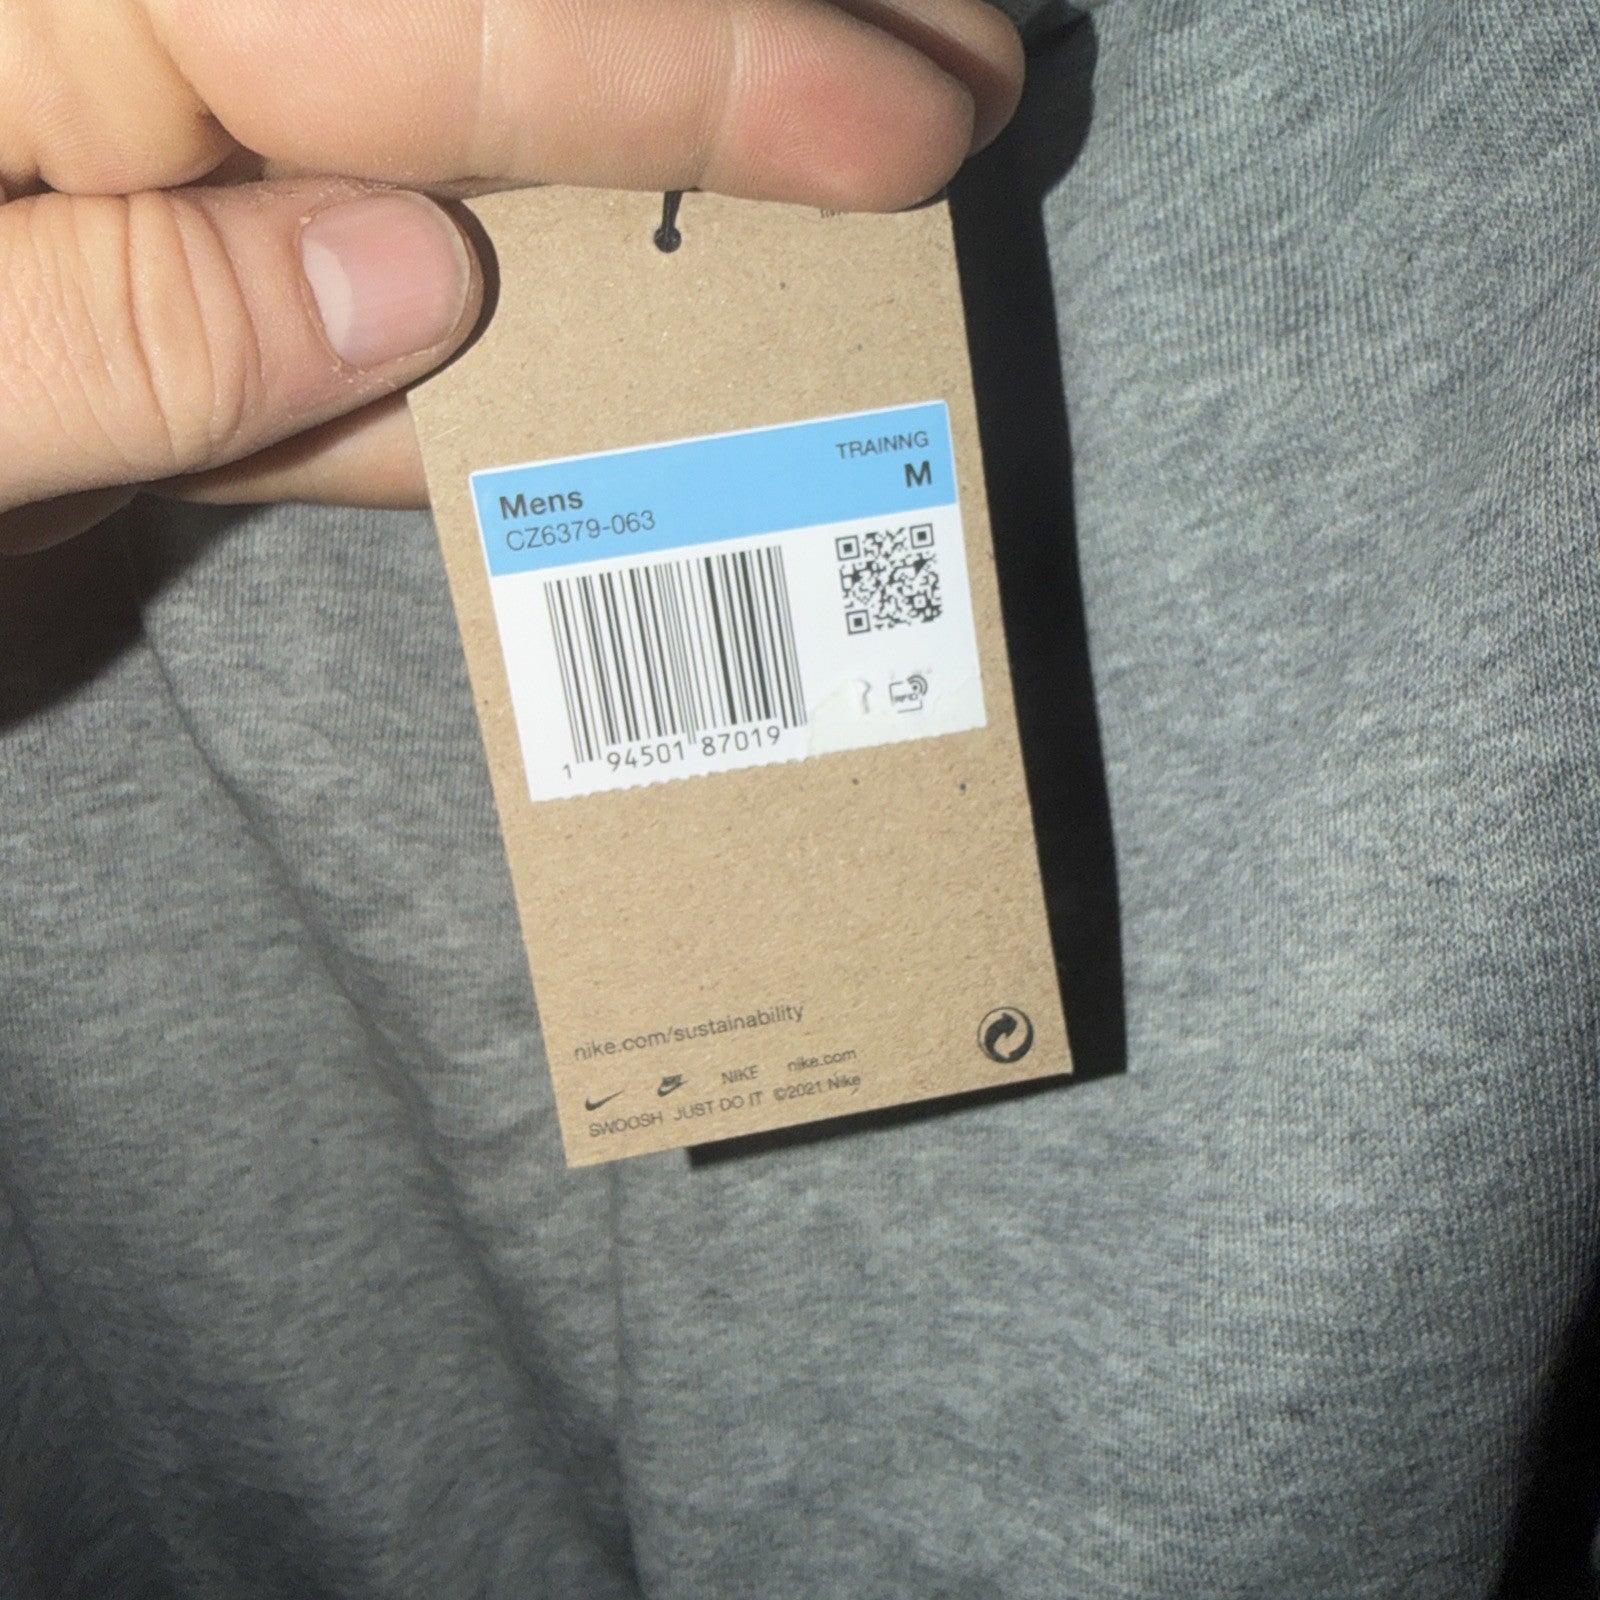 TRAINNG
Mens M
CZ6379-063
1 94501 87019
RFID
nike.com/sustainability
NIKE nike.com
SWOOSH JUST DO IT ©2021 Nike